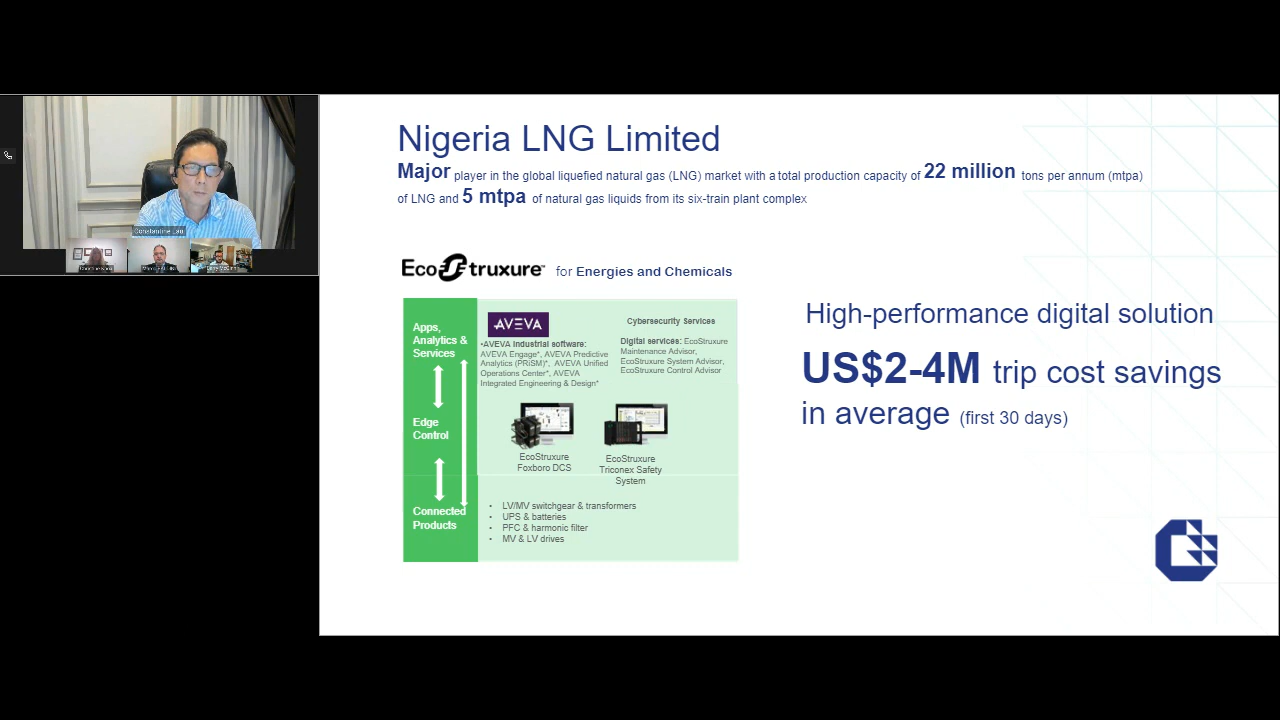 Constantine Lau
Nigeria LNG Limited
Major player in the global liquefied natural gas (LNG) market with a total production capacity of 22 million tons per annum (mtpa)
of LNG and 5 mtpa of natural gas liquids from its six-train plant complex
EcoStruxure™ for Energies and Chemicals
Apps,
Analytics &
Services
Edge
Control
Connected
Products
AVEVA
•AVEVA industrial software:
AVEVA Engage*, AVEVA Predictive
Analytics (PRiSM)*, AVEVA Unified
Operations Center*, AVEVA
Integrated Engineering & Design*
Cybersecurity Services
Digital services: EcoStruxure
Maintenance Advisor,
EcoStruxure System Advisor,
EcoStruxure Control Advisor
EcoStruxure
Foxboro DCS
EcoStruxure
Triconex Safety
System
• LV/MV switchgear & transformers
• UPS & batteries
• PFC & harmonic filter
• MV & LV drives
High-performance digital solution
US$2-4M trip cost savings
in average (first 30 days)